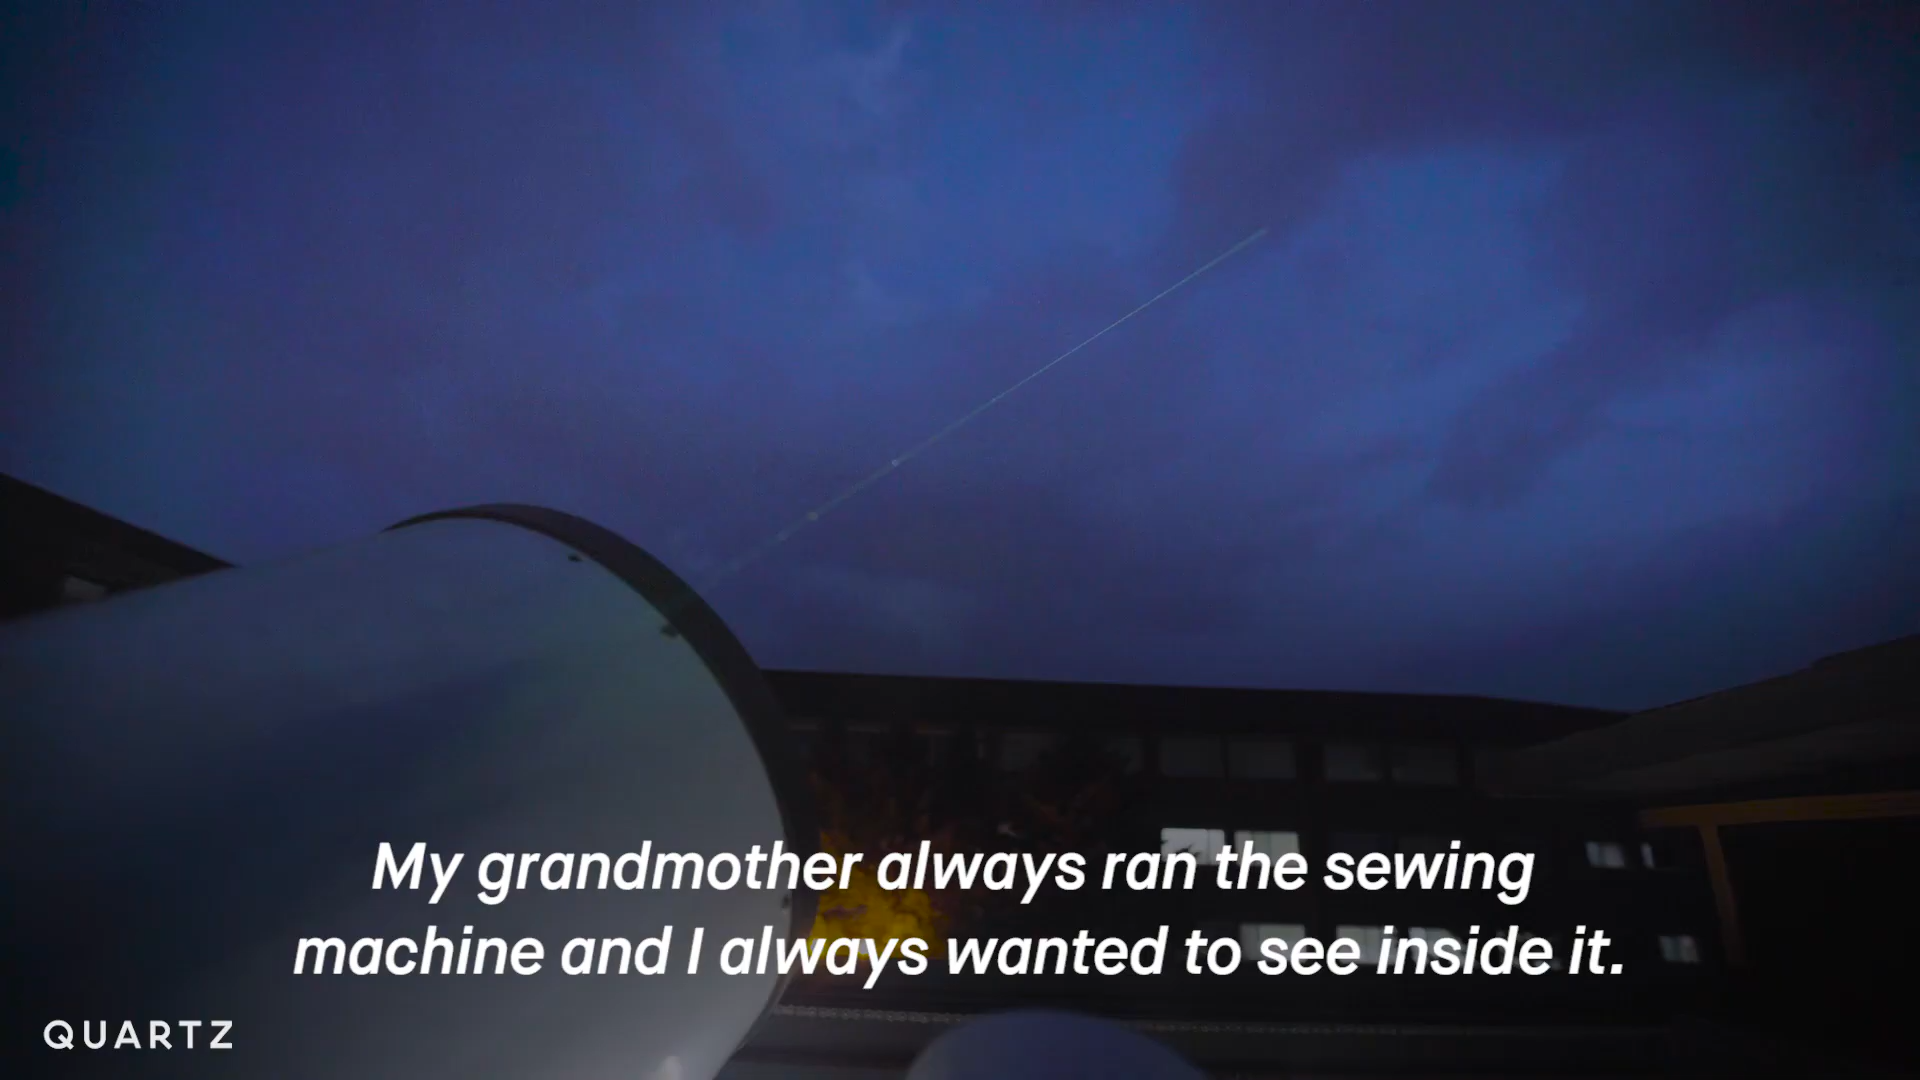 My grandmother always ran the sewing
machine and I always wanted to see inside it.
QUARTZ